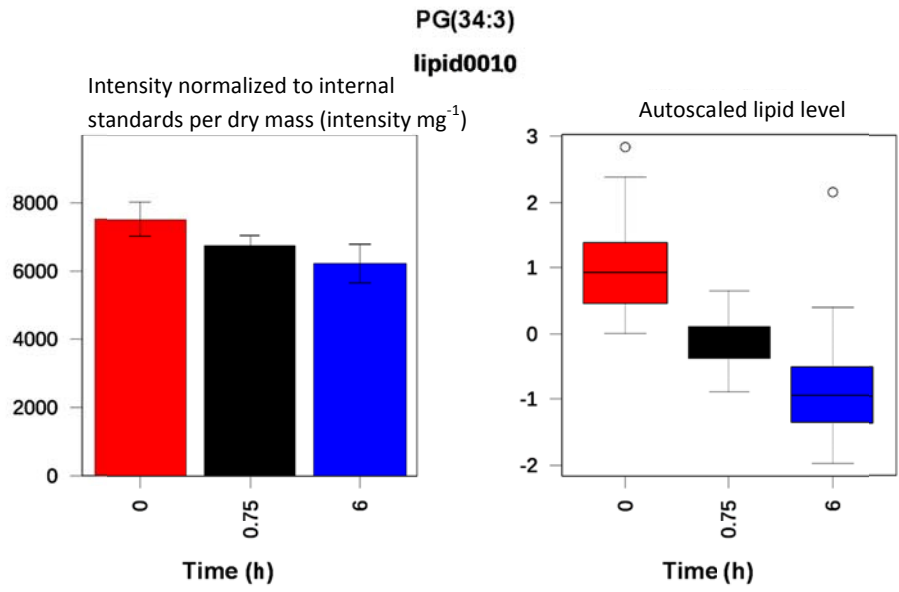 PG(34:3)
lipid0010
Intensity normalized to internal
standards per dry mass (intensity mg⁻¹)
8000
6000
4000
2000
0
0
0.75
6
Time (h)
Autoscaled lipid level
3
2
1
0
-1
-2
0
0.75
6
Time (h)